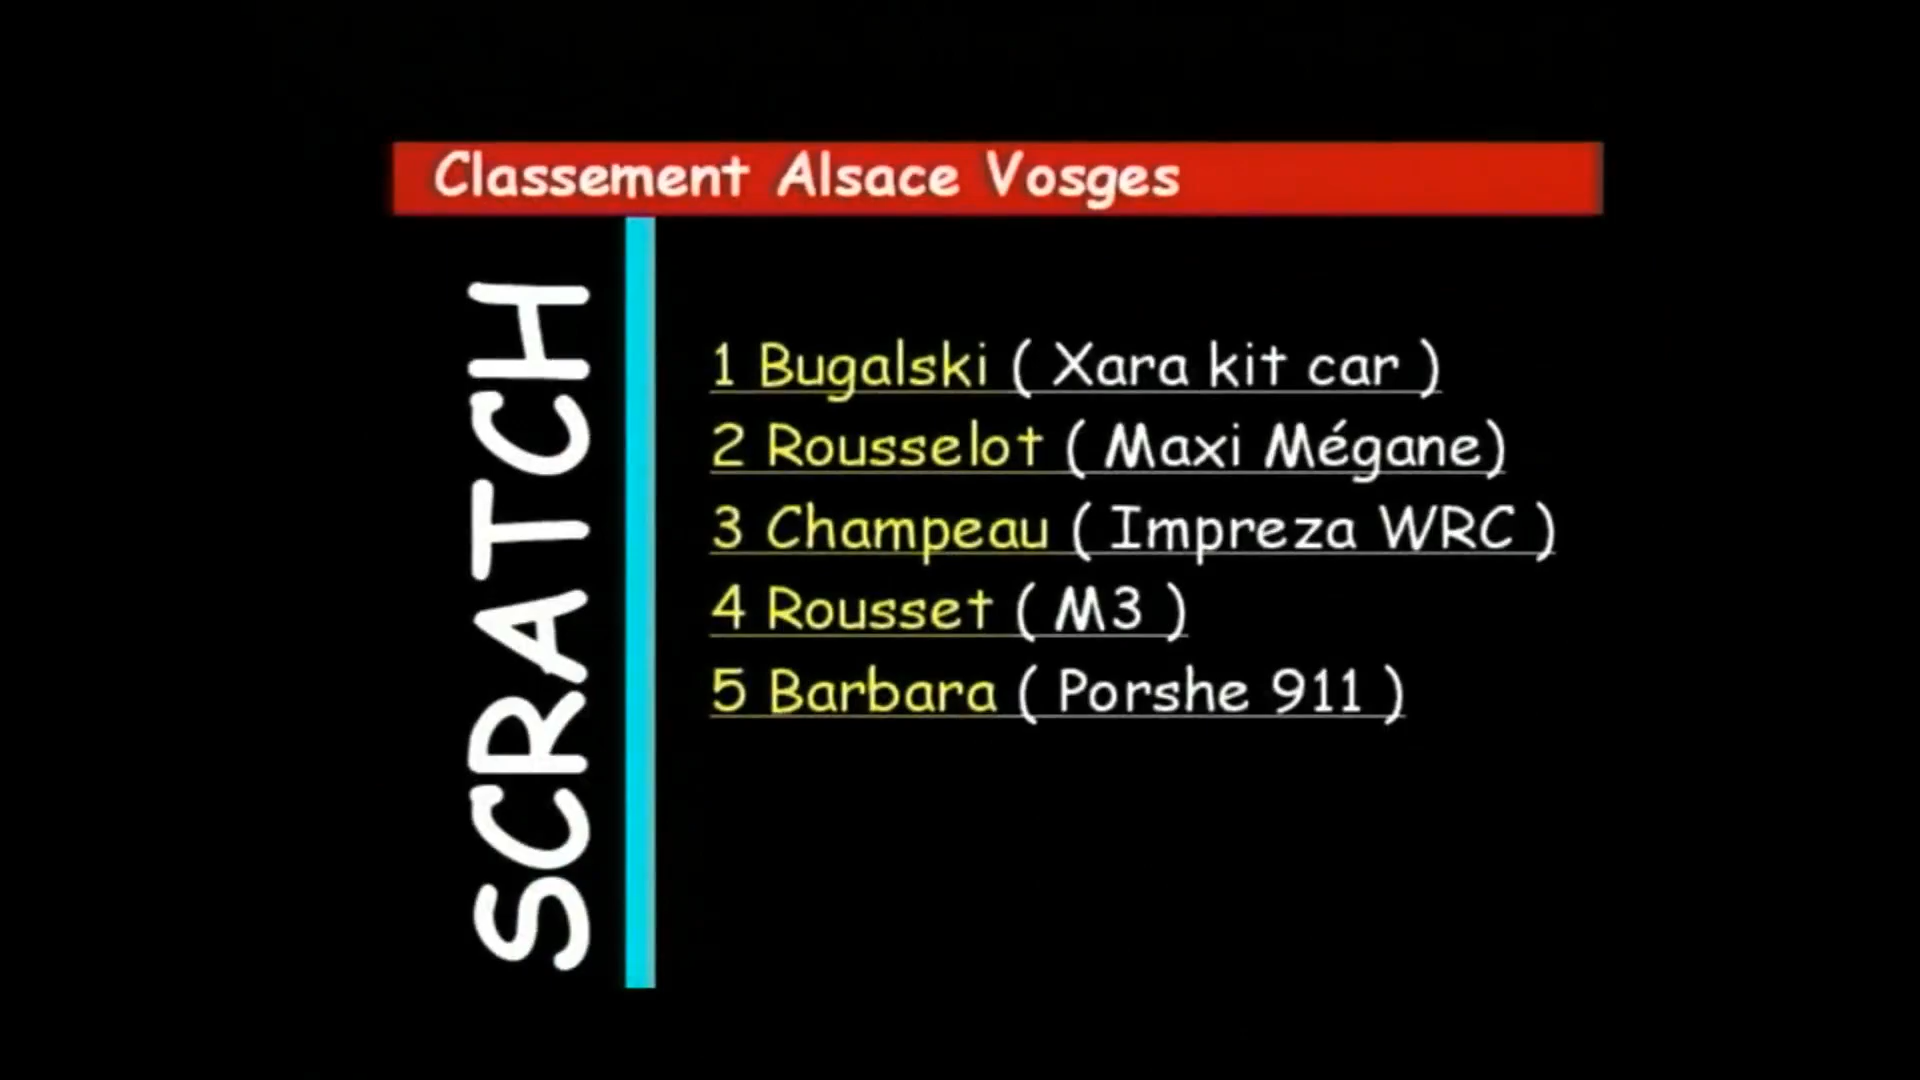 Classement Alsace Vosges
SCRATCH
1 Bugalski ( Xara kit car )
2 Rousselot ( Maxi Mégane)
3 Champeau ( Impreza WRC )
4 Rousset ( M3 )
5 Barbara ( Porshe 911 )